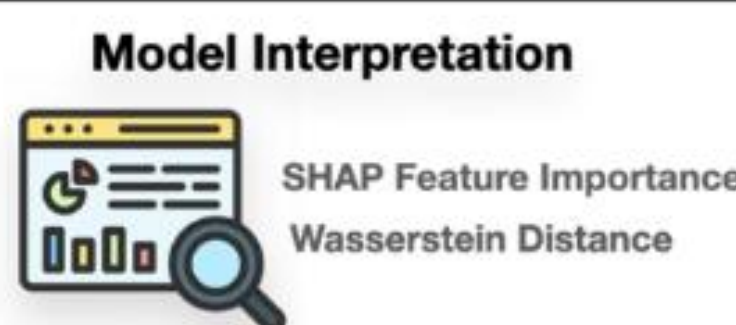 Model Interpretation
SHAP Feature Importance
Wasserstein Distance